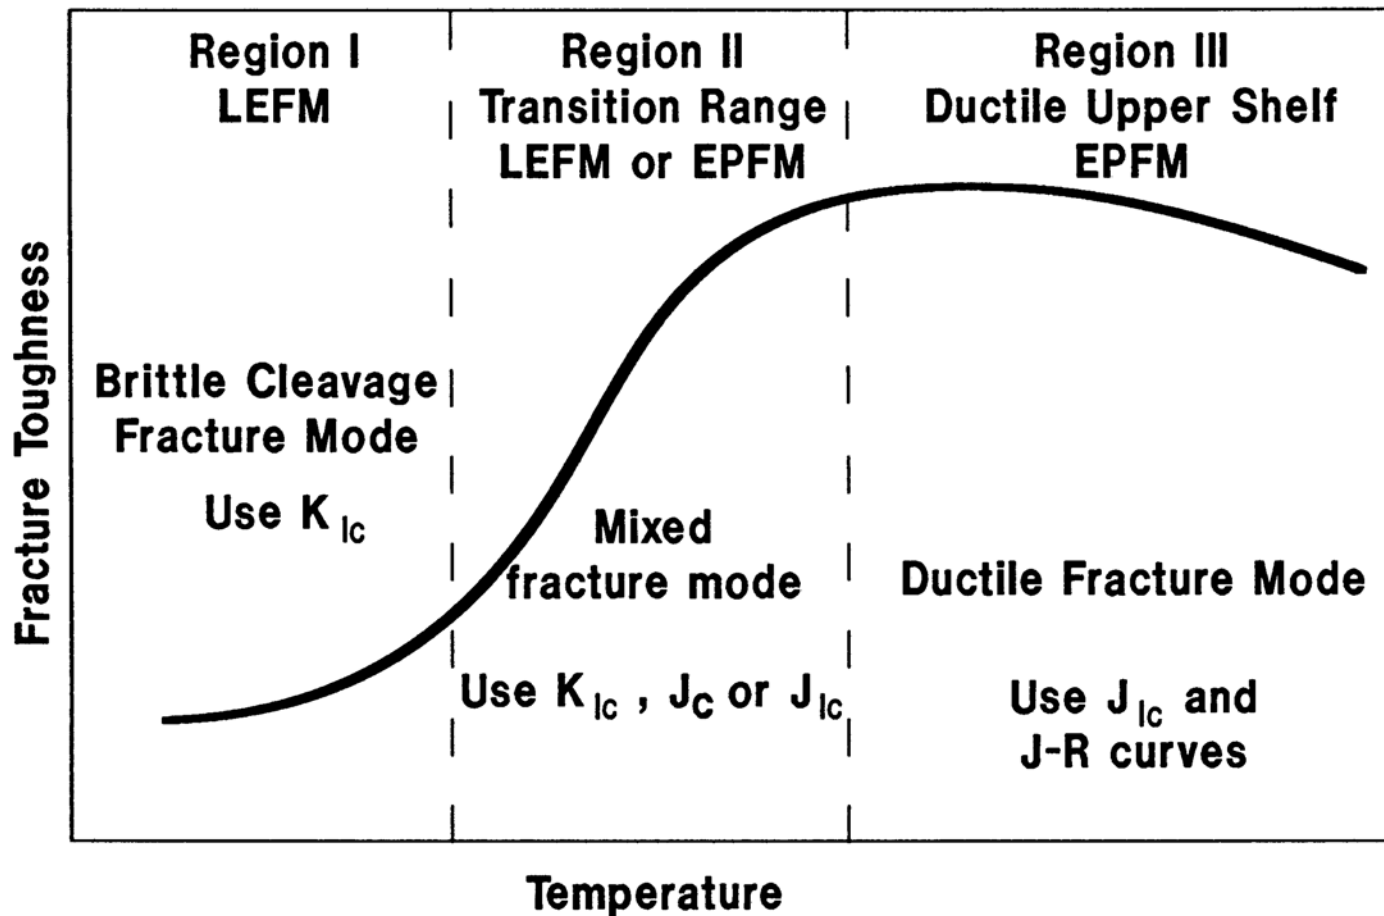 Region I
LEFM
Region II
Transition Range
LEFM or EPFM
Region III
Ductile Upper Shelf
EPFM
Fracture Toughness
Brittle Cleavage
Fracture Mode
Use K Ic
Mixed
fracture mode
Use K Ic , J C or J Ic
Ductile Fracture Mode
Use J Ic and
J-R curves
Temperature